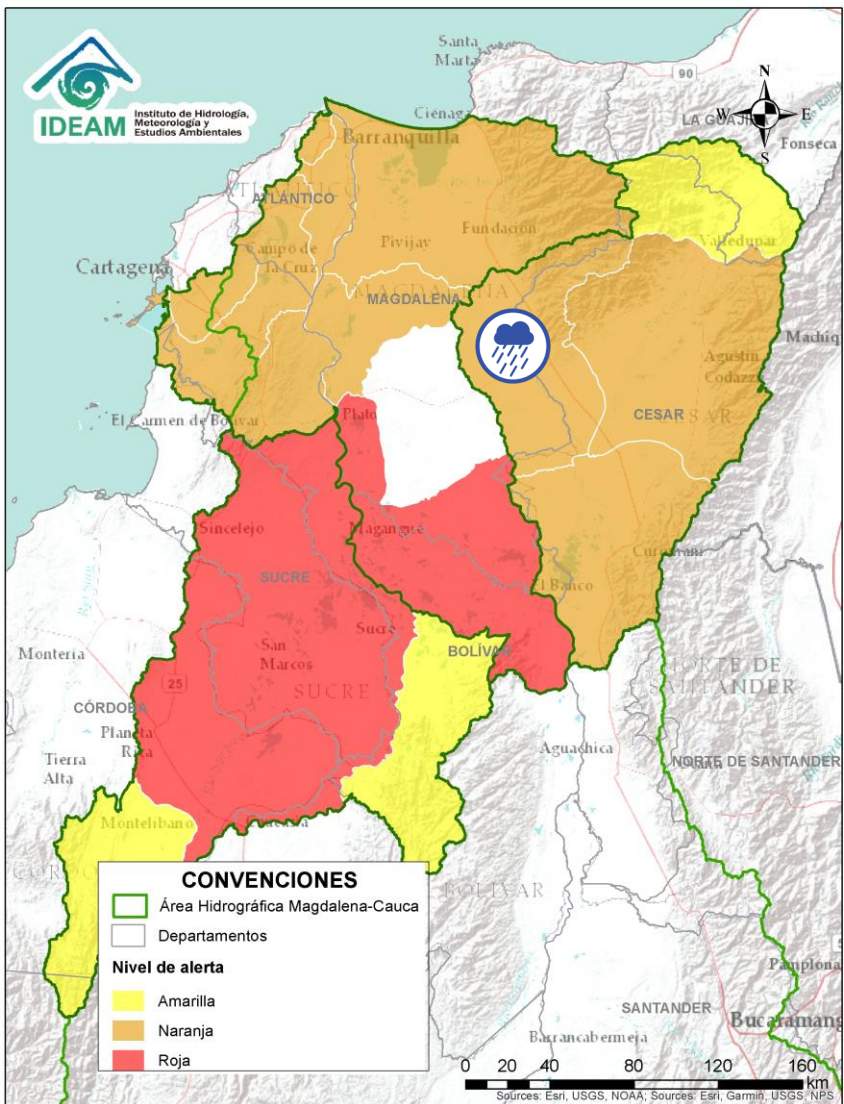 IDEAM
Instituto de Hidrología,
Meteorología y
Estudios Ambientales
Santa
Marta
90
N
W
E
S
LA GUAJI
Fonseca
Ciénaga
Barranquilla
ATLÁNTICO
Valledupar
Fundación
Pivijay
Campo de
la Cruz
Cartagena
MAGDALENA
Machiq
Agustín
Codazzi
CESAR
El Carmen de Bolívar
Plato
Sincelejo
Magangué
Curumaní
El Banco
SUCRE
Sucre
San
Marcos
BOLÍVAR
Montería
25
SUCRE
NORTE DE
SANTANDER
CÓRDOBA
Planeta
Rica
Aguachica
Tierra
Alta
NORTE DE SANTANDER
Montelíbano
Caucasia
BOLÍVAR
CONVENCIONES
Área Hidrográfica Magdalena-Cauca
Departamentos
Nivel de alerta
Amarilla
Naranja
Roja
Pamplona
SANTANDER
Bucaramang
Barrancabermeja
0 20 40 80 120 160
km
Sources: Esri, USGS, NOAA; Sources: Esri, Garmin, USGS, NPS